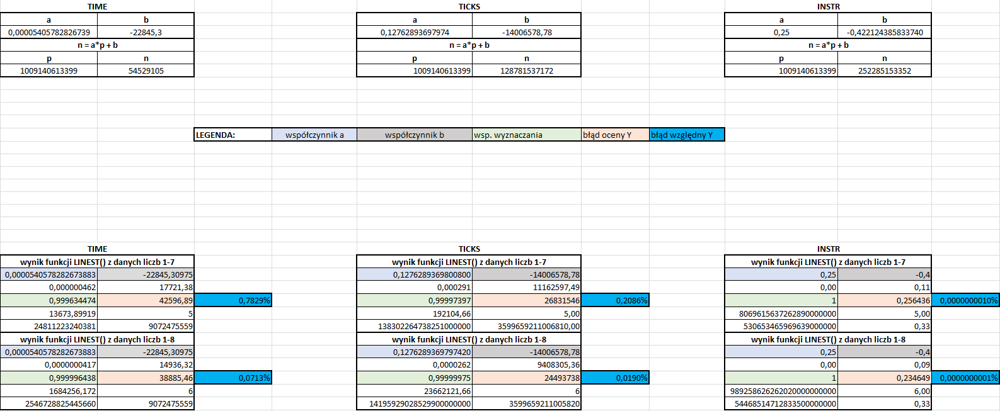 TIME TICKS INSTR
a b a b a b
0,00005405782826739 -22845,3 0,12762893697974 -14006578,78 0,25 -0,422124385833740
n = a*p + b n = a*p + b n = a*p + b
p n p n p n
1009140613399 54529105 1009140613399 128781537172 1009140613399 252285153352
LEGENDA: współczynnik a współczynnik b wsp. wyznaczania błąd oceny Y błąd względny Y
TIME TICKS INSTR
wynik funkcji LINEST() z danych liczb 1-7 wynik funkcji LINEST() z danych liczb 1-7 wynik funkcji LINEST() z danych liczb 1-7
0,0000540578282673883 -22845,30975 0,1276289369800800 -14006578,78 0,25 -0,4
0,000000462 17721,38 0,000291 11162597,49 0,00 0,11
0,999634474 42596,89 0,7829% 0,99997397 26831546 0,2086% 1 0,256436 0,0000000010%
13673,89919 5 192104,66 5,00 8069615637262890000000 5,00
24811223240381 9072475559 138302264738251000000 3599659211006810,00 530653465969639000000 0,33
wynik funkcji LINEST() z danych liczb 1-8 wynik funkcji LINEST() z danych liczb 1-8 wynik funkcji LINEST() z danych liczb 1-8
0,0000540578282673883 -22845,30975 0,1276289369797420 -14006578,78 0,25 -0,4
0,0000000417 14936,32 0,0000262 9408305,36 0,00 0,09
0,999996438 38885,46 0,0713% 0,99999975 24493738 0,0190% 1 0,234649 0,0000000001%
1684256,172 6 23662121,66 6 989258626262020000000000 6,00
2546728825445660 9072475559 14195929028529900000000 3599659211005820 54468514712833500000000 0,33